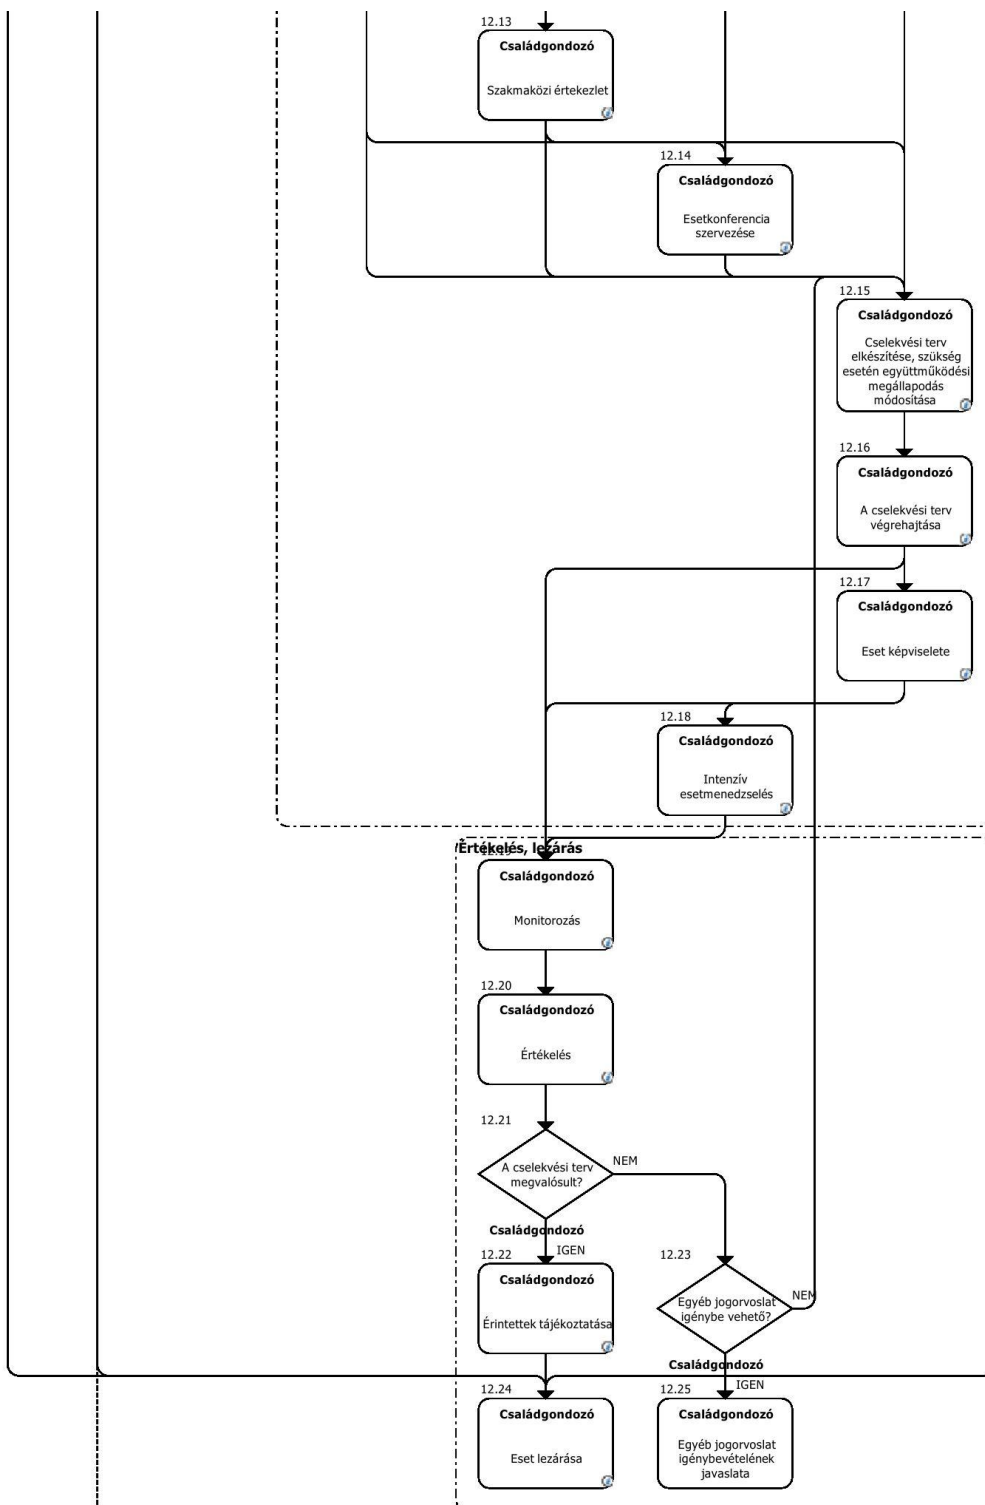 12.13
Családgondozó
Szakmaközi értekezlet
12.14
Családgondozó
Esetkonferencia
szervezése
12.15
Családgondozó
Cselekvési terv
elkészítése, szükség
esetén együttműködési
megállapodás
módosítása
12.16
Családgondozó
A cselekvési terv
végrehajtása
12.17
Családgondozó
Eset képviselete
12.18
Családgondozó
Intenzív
esetmenedzselés
Értékelés, lezárás
12.19
Családgondozó
Monitorozás
12.20
Családgondozó
Értékelés
12.21
A cselekvési terv
megvalósult?
NEM
Családgondozó
IGEN
12.22
Családgondozó
Érintettek tájékoztatása
12.23
Egyéb jogorvoslat
igénybe vehető?
NEM
Családgondozó
IGEN
12.24
Családgondozó
Eset lezárása
12.25
Családgondozó
Egyéb jogorvoslat
igénybevételének
javaslata